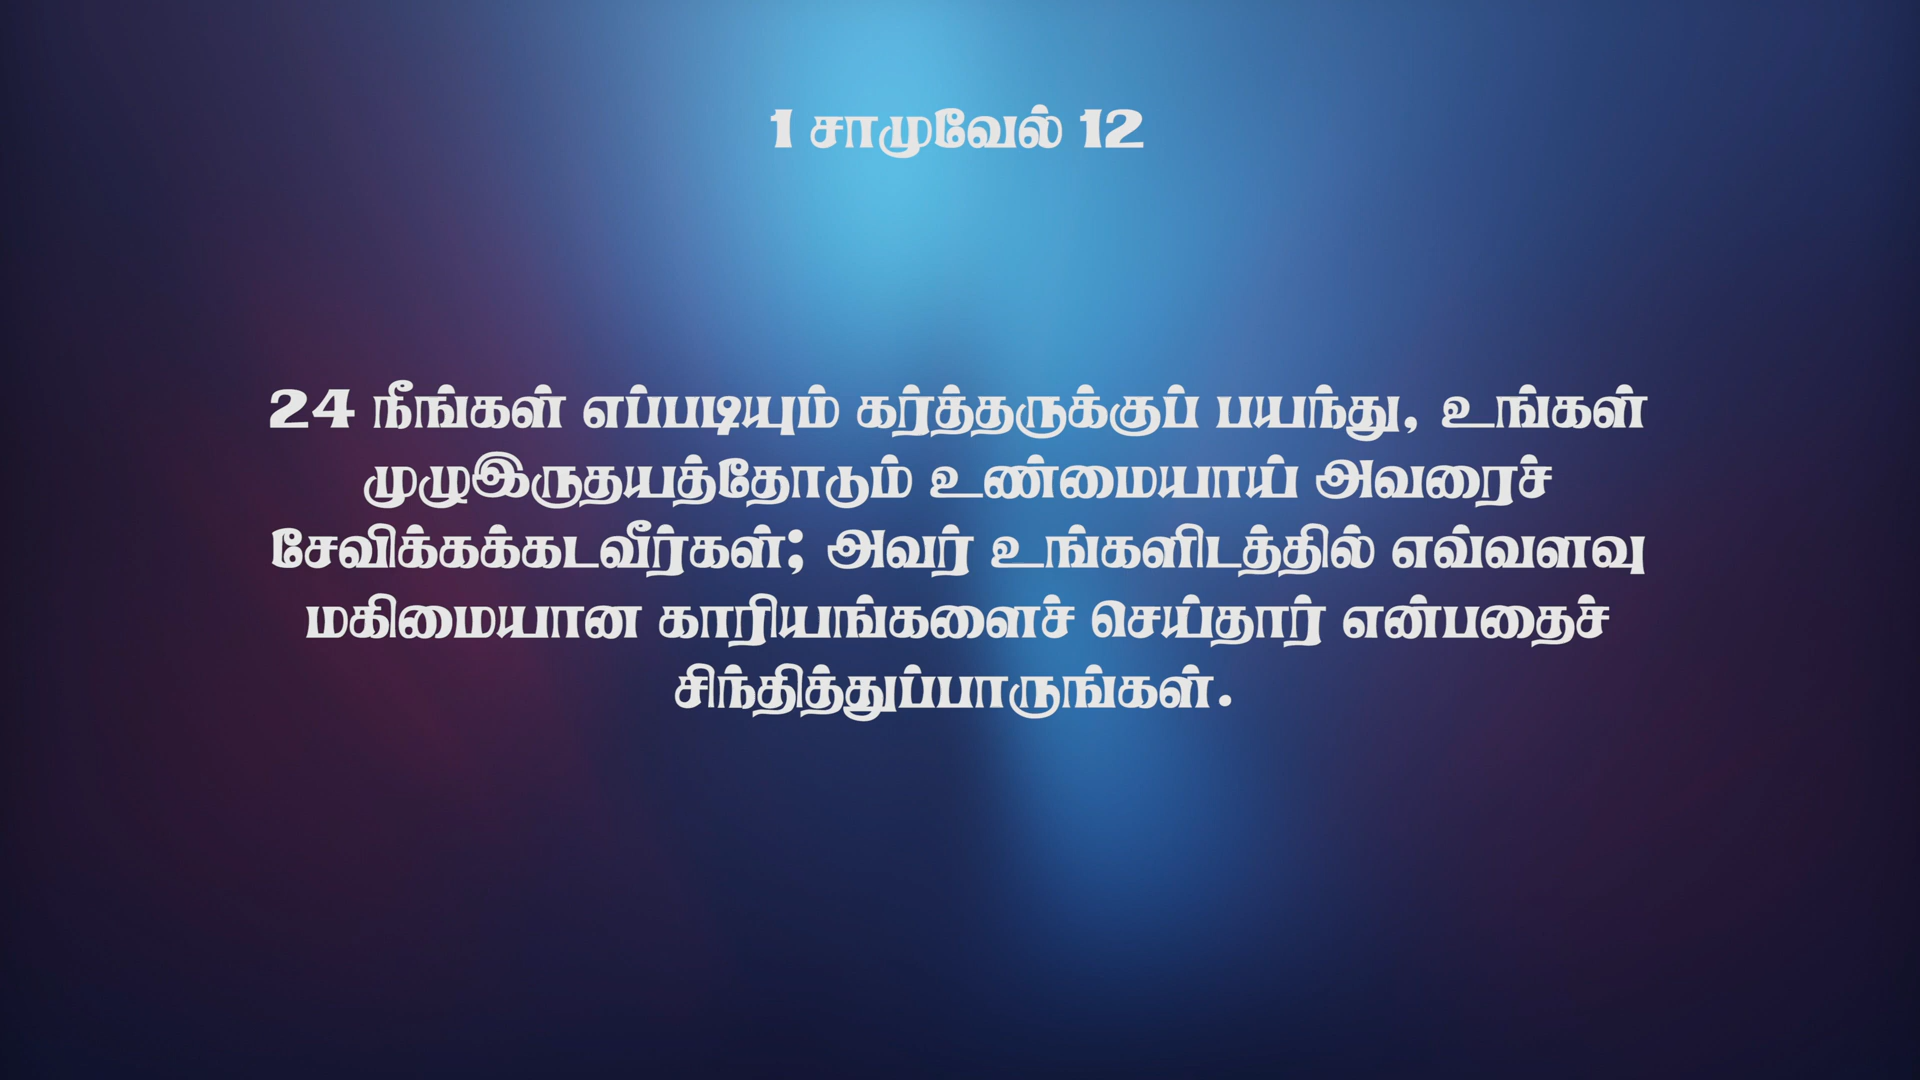 1 சாமுவேல் 12
24 நீங்கள் எப்படியும் கர்த்தருக்குப் பயந்து, உங்கள்
முழுஇருதயத்தோடும் உண்மையாய் அவரைச்
சேவிக்கக்கடவீர்கள்; அவர் உங்களிடத்தில் எவ்வளவு
மகிமையான காரியங்களைச் செய்தார் என்பதைச்
சிந்தித்துப்பாருங்கள்.